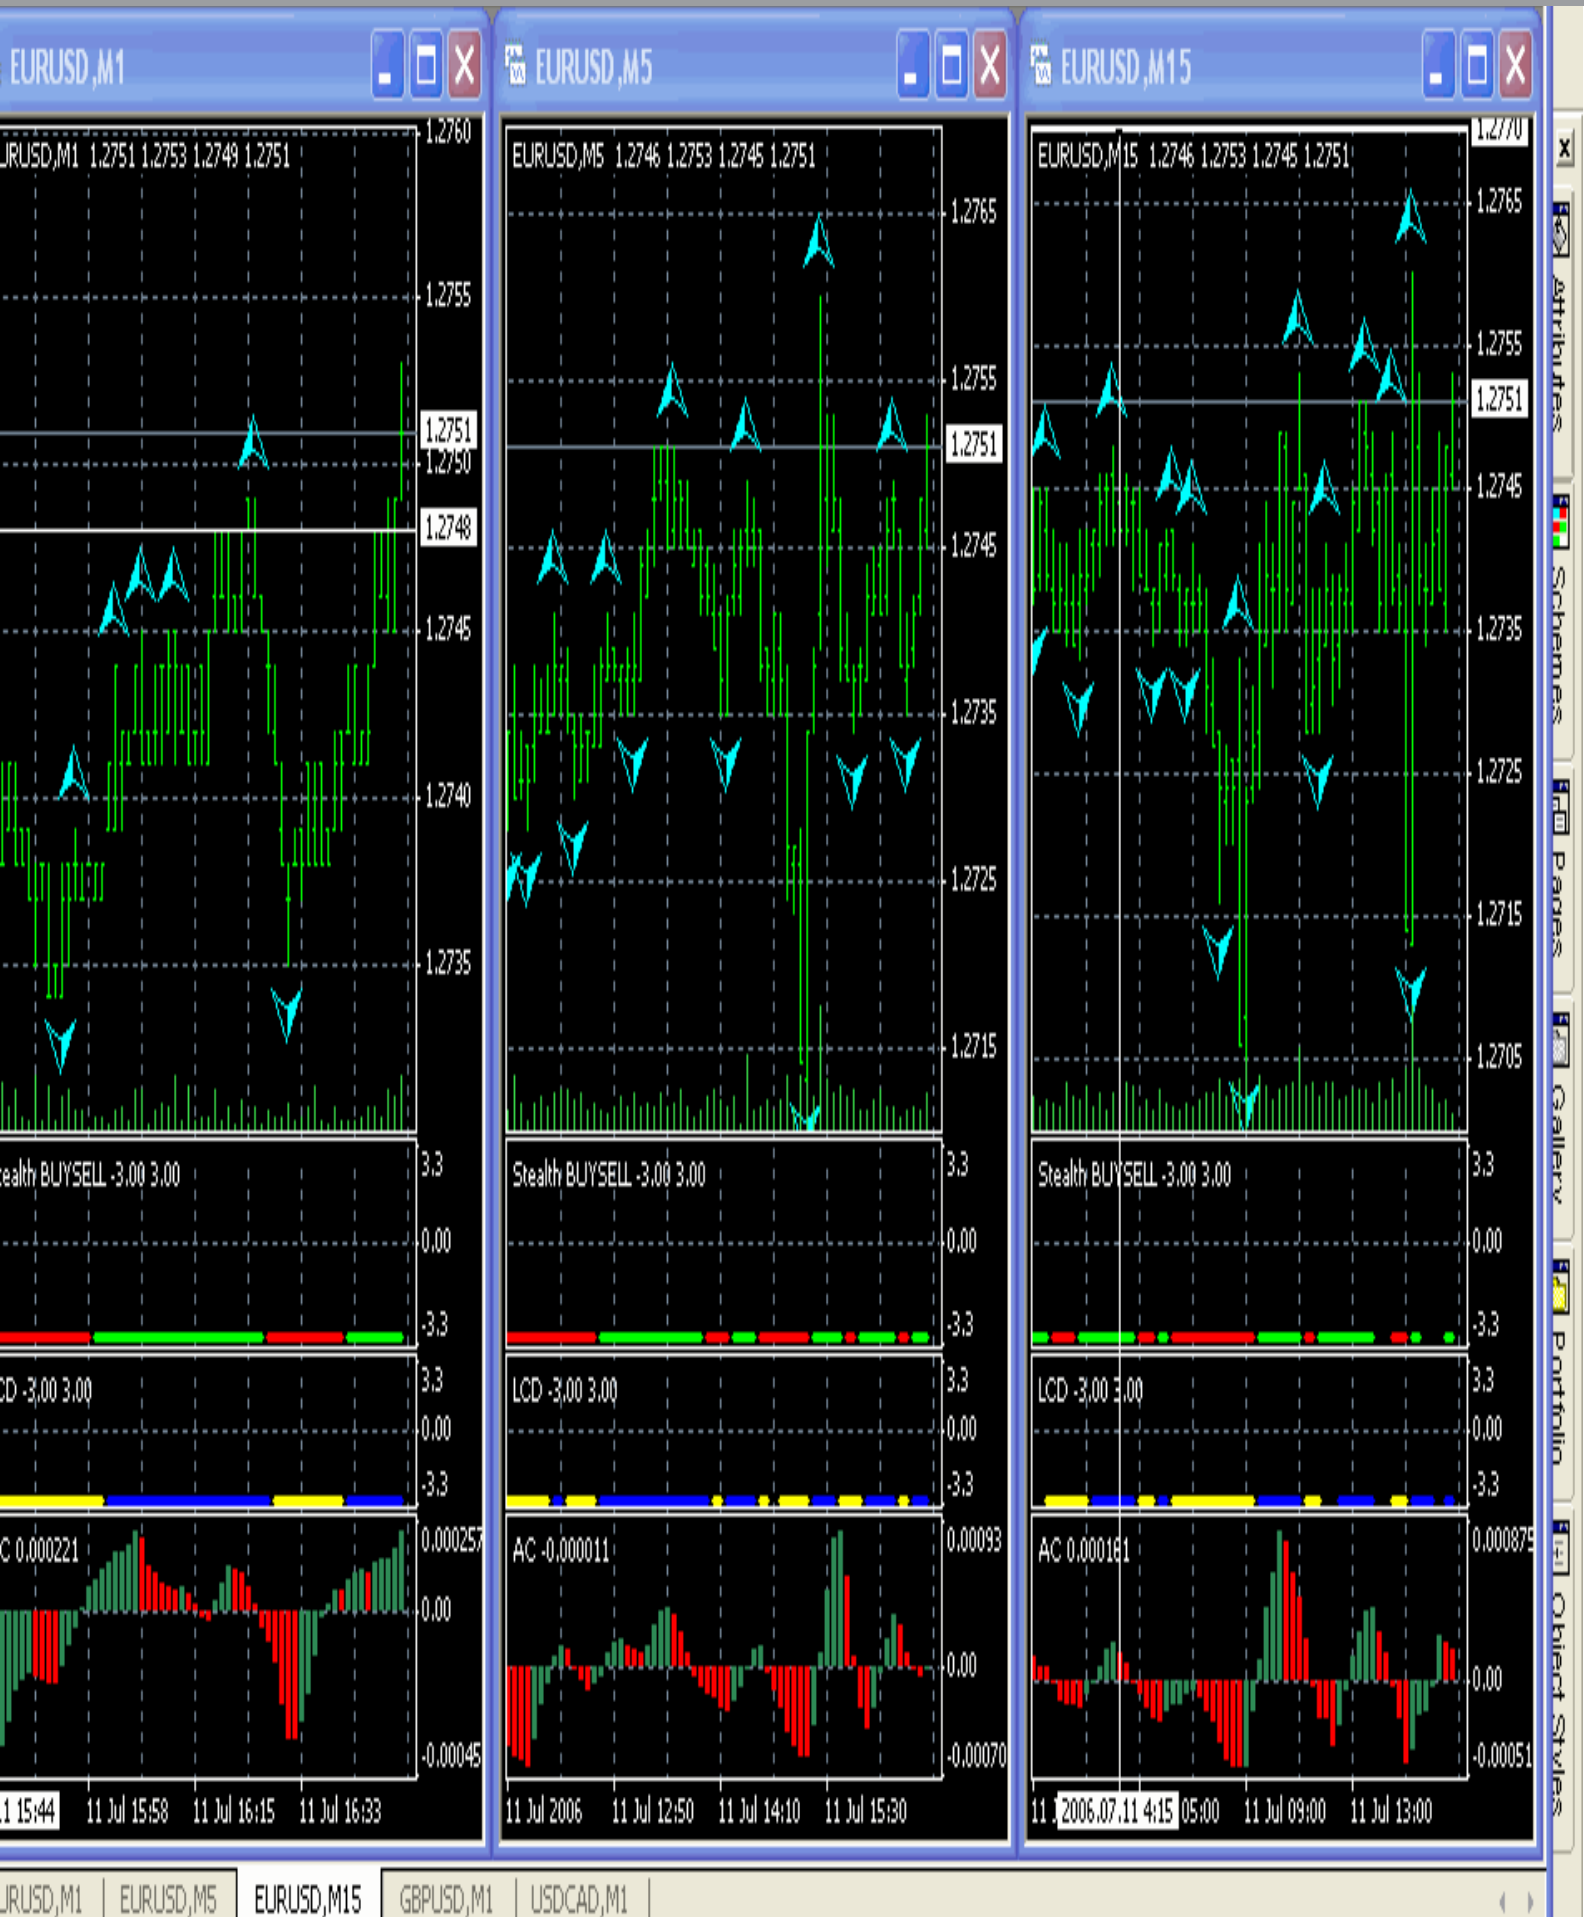 EURUSD,M1
EURUSD,M5
EURUSD,M15
JRUSD,M1 1.2751 1.2753 1.2749 1.2751
1.2760
1.2755
1.2751
1.2750
1.2748
1.2745
1.2740
1.2735
tealth BUYSELL -3.00 3.00
3.3
0.00
-3.3
CD -3.00 3.00
3.3
0.00
-3.3
C 0.000221
0.000257
0.00
-0.00045
11 15:44
11 Jul 15:58
11 Jul 16:15
11 Jul 16:33
EURUSD,M5 1.2746 1.2753 1.2745 1.2751
1.2765
1.2755
1.2751
1.2745
1.2735
1.2725
1.2715
Stealth BUYSELL -3.00 3.00
3.3
0.00
-3.3
LCD -3.00 3.00
3.3
0.00
-3.3
AC -0.000011
0.00093
0.00
-0.00070
11 Jul 2006
11 Jul 12:50
11 Jul 14:10
11 Jul 15:30
EURUSD,M15 1.2746 1.2753 1.2745 1.2751
1.2770
1.2765
1.2755
1.2751
1.2745
1.2735
1.2725
1.2715
1.2705
Stealth BUYSELL -3.00 3.00
3.3
0.00
-3.3
LCD -3.00 3.00
3.3
0.00
-3.3
AC 0.000161
0.000875
0.00
-0.00051
11 J
2006.07.11 4:15
05:00
11 Jul 09:00
11 Jul 13:00
Attributes
Schemes
Pages
Gallery
Portfolio
Object Styles
JRUSD,M1
EURUSD,M5
EURUSD,M15
GBPUSD,M1
USDCAD,M1